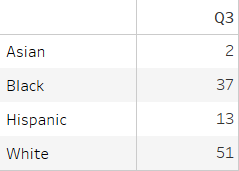 Q3
Asian 2
Black 37
Hispanic 13
White 51